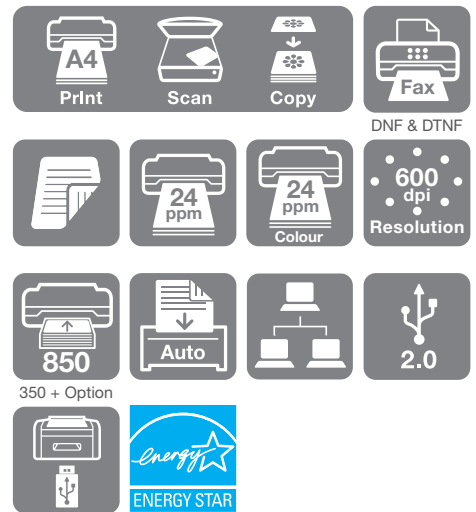 A4
Print
Scan
Copy
Fax
DNF & DTNF
24
ppm
24
ppm
Colour
600
dpi
Resolution
850
350 + Option
Auto
2.0
energy
ENERGY STAR